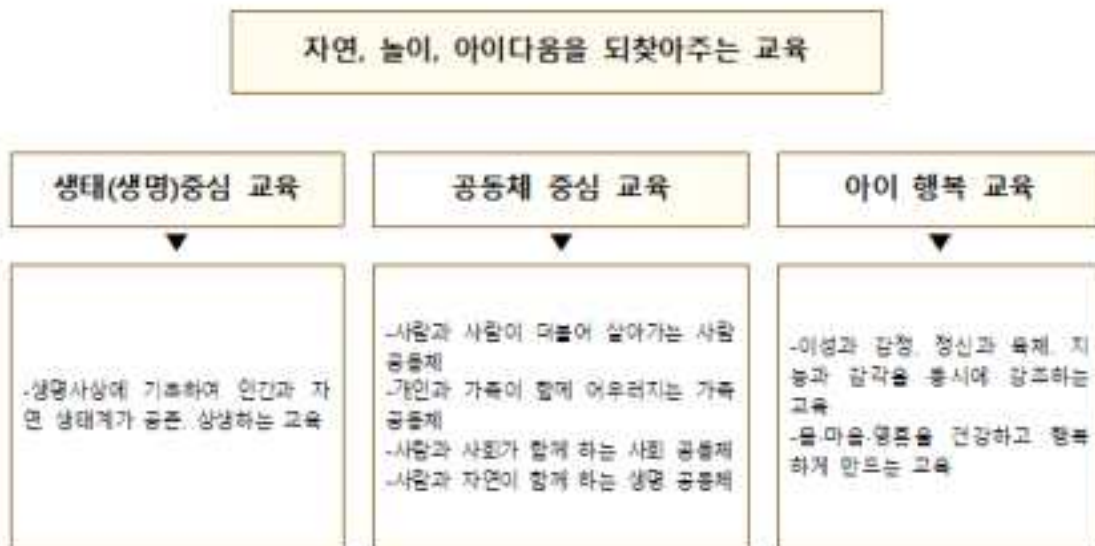 자연, 놀이, 아이다움을 되찾아주는 교육
생태(생명)중심 교육
공동체 중심 교육
아이 행복 교육
-생명사상에 기초하여 인간과 자
연 생태계가 공존, 상생하는 교육
-사람과 사람이 더불어 살아가는 사람
공동체
-개인과 가족이 함께 어우러지는 가족
공동체
-사람과 사회가 함께 하는 사회 공동체
-사람과 자연이 함께 하는 생명 공동체
-이성과 감정, 정신과 육체, 지
능과 감각을 동시에 강조하는
교육
-몸·마음·영혼을 건강하고 행복
하게 만드는 교육